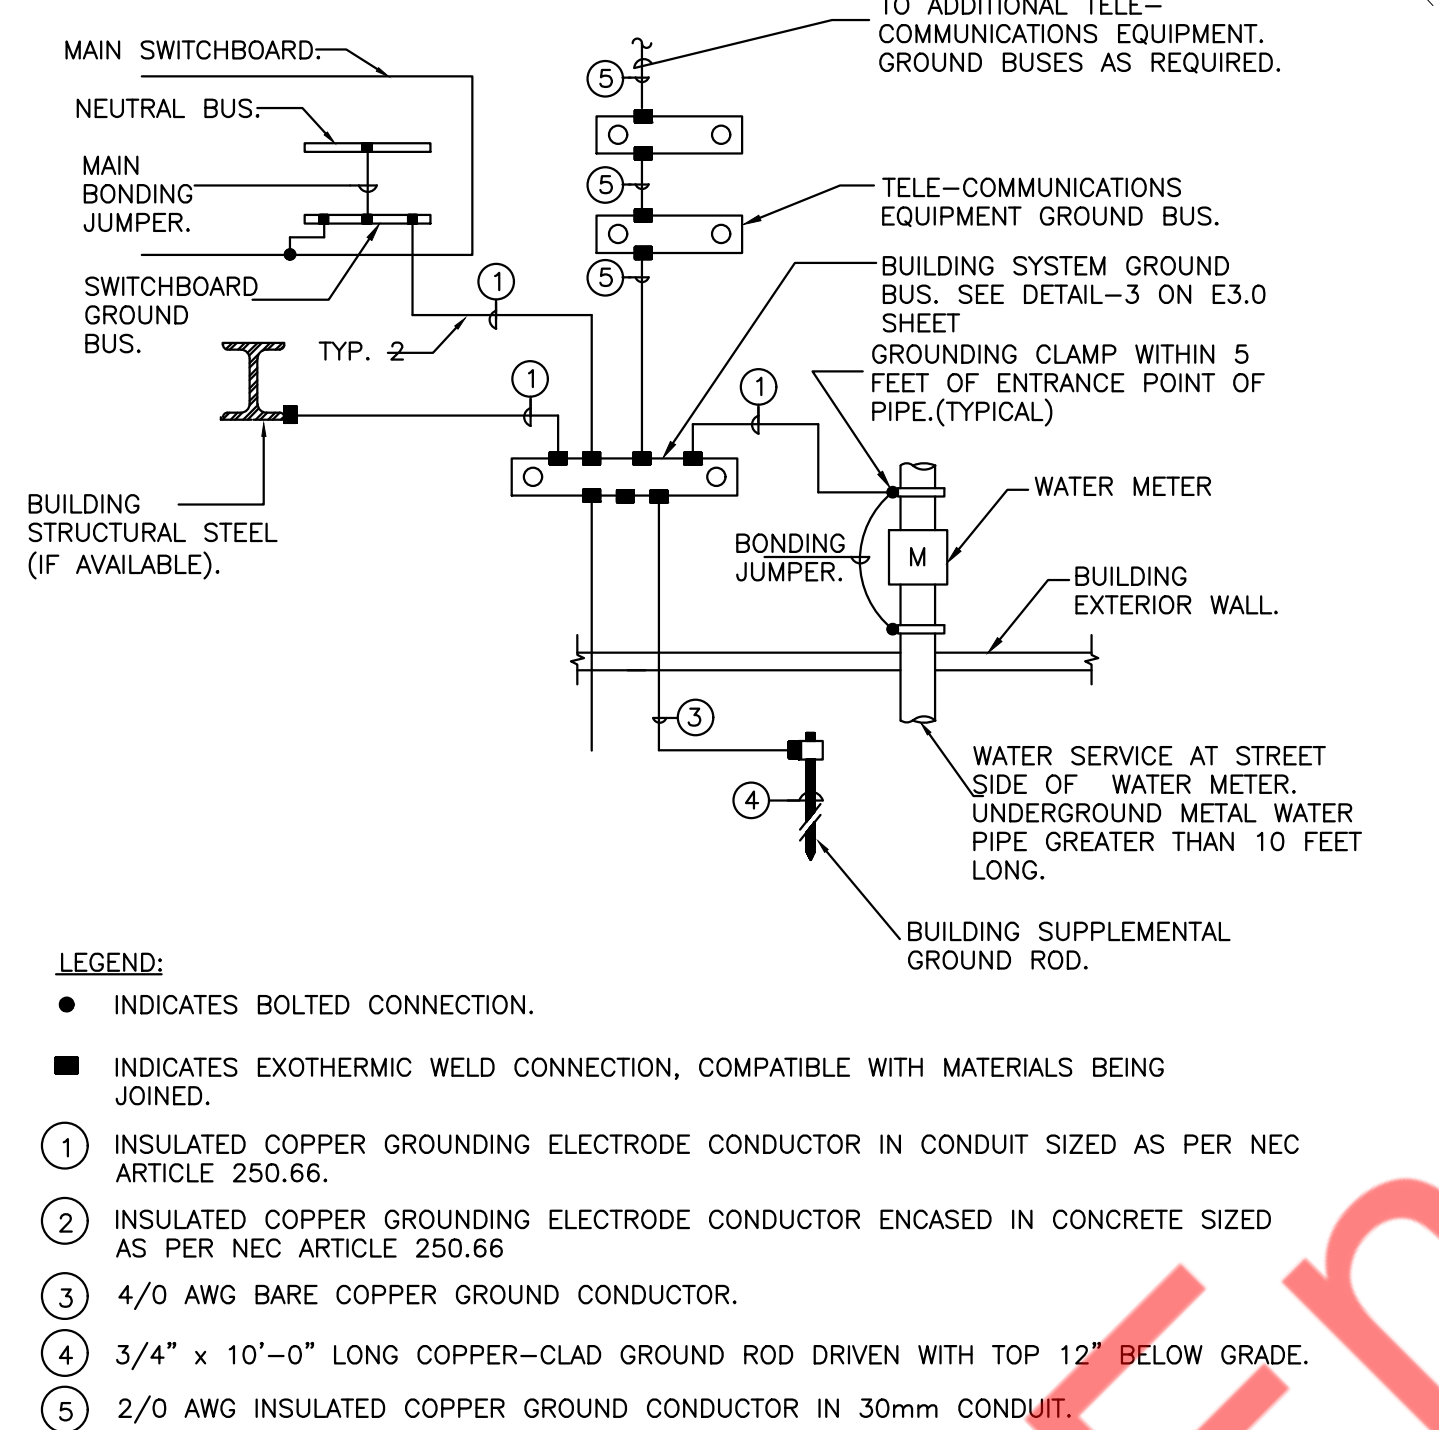 TO ADDITIONAL TELE-
COMMUNICATIONS EQUIPMENT.
GROUND BUSES AS REQUIRED.
MAIN SWITCHBOARD.
NEUTRAL BUS.
MAIN
BONDING
JUMPER.
SWITCHBOARD
GROUND
BUS.
TYP. 2
5
5
5
TELE-COMMUNICATIONS
EQUIPMENT GROUND BUS.
BUILDING SYSTEM GROUND
BUS. SEE DETAIL-3 ON E3.0
SHEET
GROUNDING CLAMP WITHIN 5
FEET OF ENTRANCE POINT OF
PIPE.(TYPICAL)
1
1
1
BUILDING
STRUCTURAL STEEL
(IF AVAILABLE).
WATER METER
BONDING
JUMPER.
M
BUILDING
EXTERIOR WALL.
3
4
WATER SERVICE AT STREET
SIDE OF WATER METER.
UNDERGROUND METAL WATER
PIPE GREATER THAN 10 FEET
LONG.
BUILDING SUPPLEMENTAL
GROUND ROD.
LEGEND:
INDICATES BOLTED CONNECTION.
INDICATES EXOTHERMIC WELD CONNECTION, COMPATIBLE WITH MATERIALS BEING
JOINED.
1 INSULATED COPPER GROUNDING ELECTRODE CONDUCTOR IN CONDUIT SIZED AS PER NEC
ARTICLE 250.66.
2 INSULATED COPPER GROUNDING ELECTRODE CONDUCTOR ENCASED IN CONCRETE SIZED
AS PER NEC ARTICLE 250.66
3 4/0 AWG BARE COPPER GROUND CONDUCTOR.
4 3/4" x 10'-0" LONG COPPER-CLAD GROUND ROD DRIVEN WITH TOP 12" BELOW GRADE.
5 2/0 AWG INSULATED COPPER GROUND CONDUCTOR IN 30mm CONDUIT.